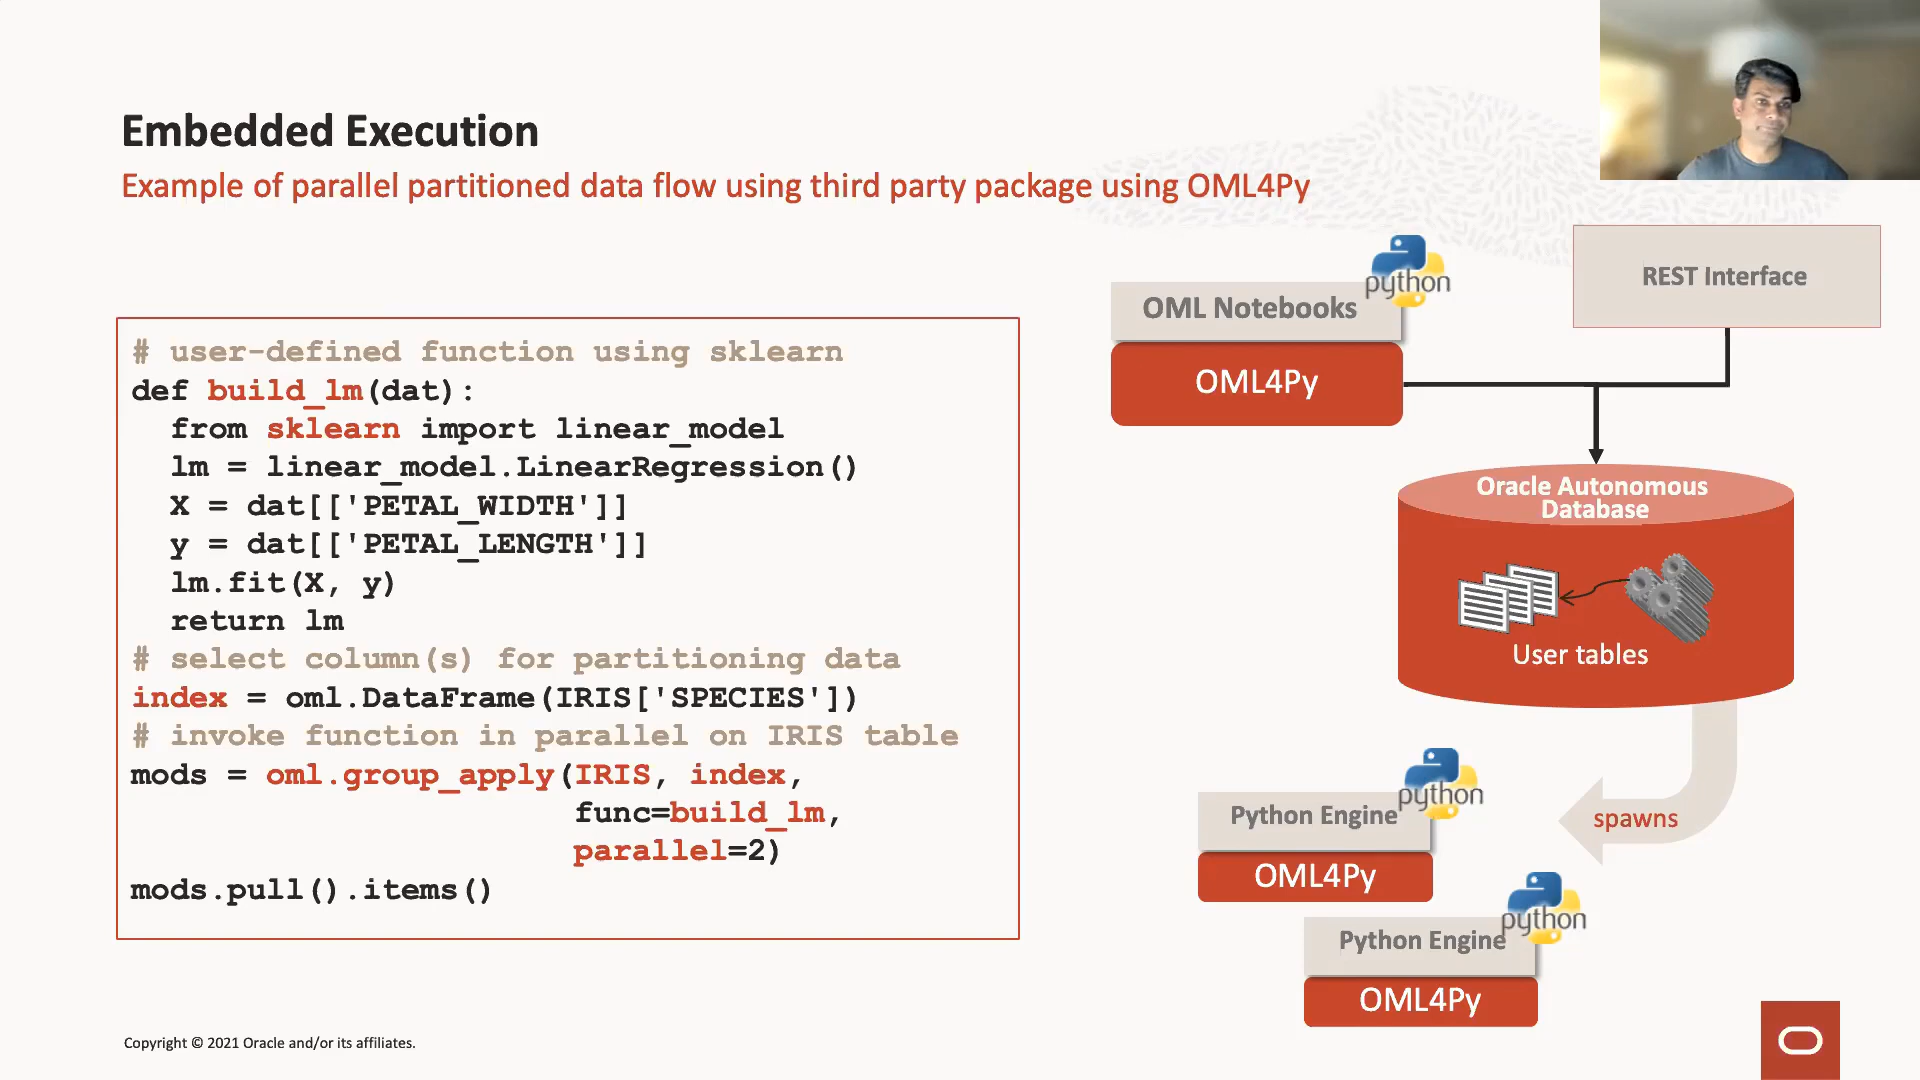 Embedded Execution
Example of parallel partitioned data flow using third party package using OML4Py
# user-defined function using sklearn
def build_lm(dat):
  from sklearn import linear_model
  lm = linear_model.LinearRegression()
  X = dat[['PETAL_WIDTH']]
  y = dat[['PETAL_LENGTH']]
  lm.fit(X, y)
  return lm
# select column(s) for partitioning data
index = oml.DataFrame(IRIS['SPECIES'])
# invoke function in parallel on IRIS table
mods = oml.group_apply(IRIS, index,
                       func=build_lm,
                       parallel=2)
mods.pull().items()
python
OML Notebooks
OML4Py
REST Interface
Oracle Autonomous
Database
User tables
spawns
python
Python Engine
OML4Py
python
Python Engine
OML4Py
Copyright © 2021 Oracle and/or its affiliates.